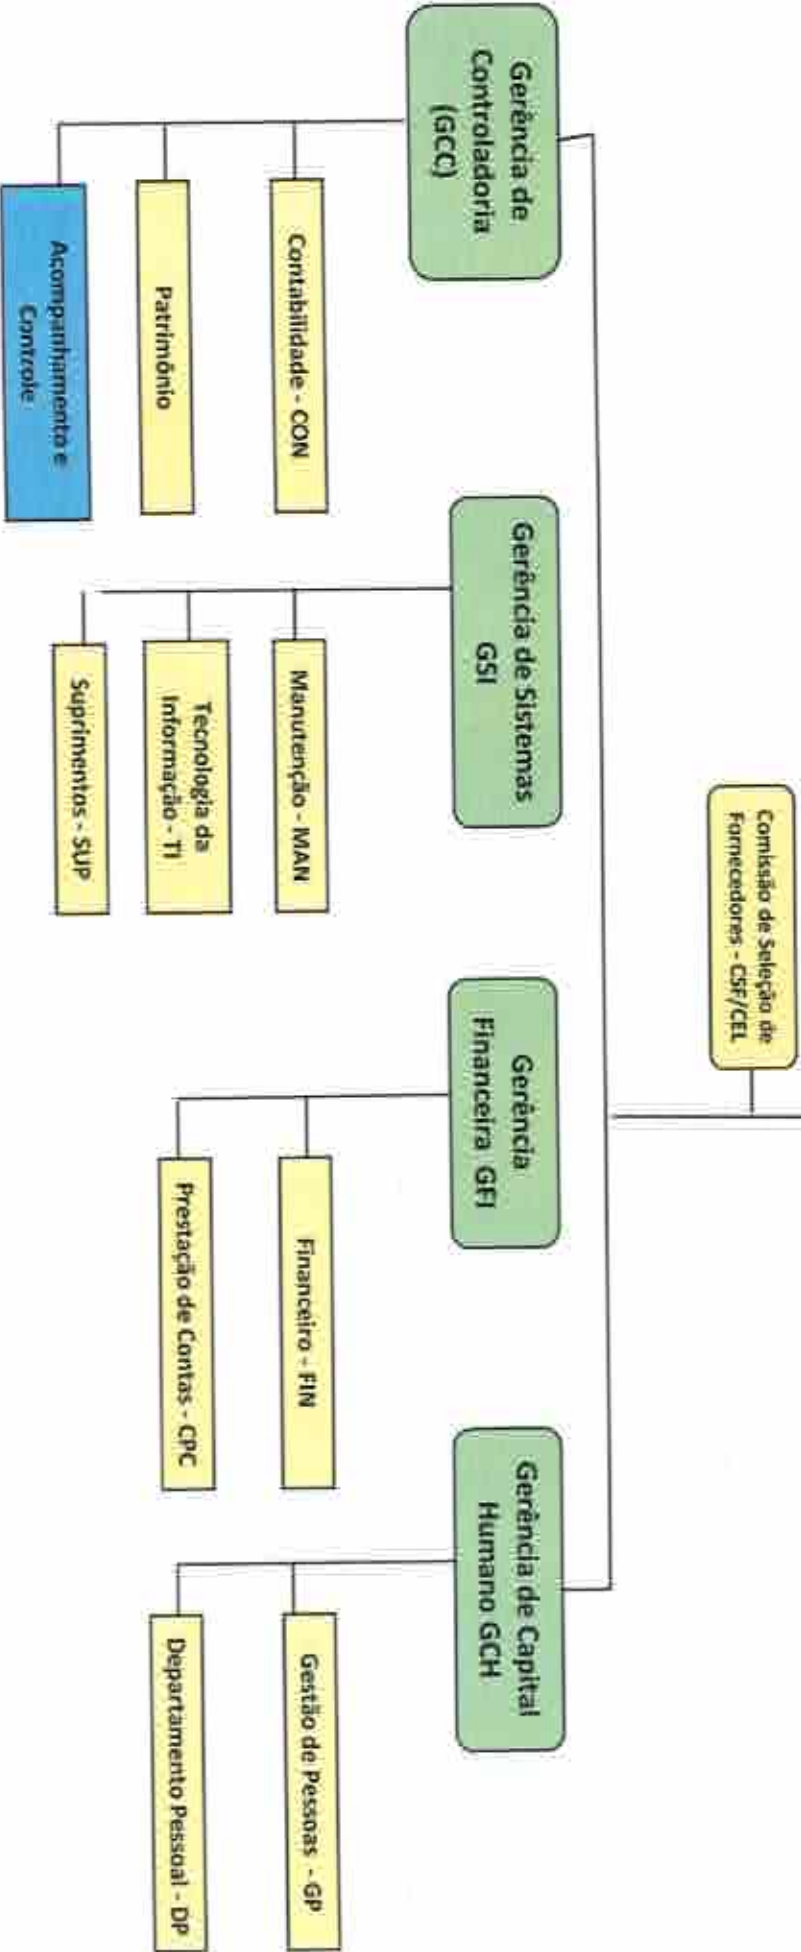 Comissão de Seleção de
Fornecedores - CSF/CEL
Gerência de
Controladoria
(GCC)
Contabilidade - CON
Patrimônio
Acompanhamento e
Controle
Gerência de Sistemas
GSI
Manutenção - MAN
Tecnologia da
Informação - TI
Suprimentos - SUP
Gerência
Financeira GFI
Financeiro - FIN
Prestação de Contas - CPC
Gerência de Capital
Humano GCH
Gestão de Pessoas - GP
Departamento Pessoal - DP